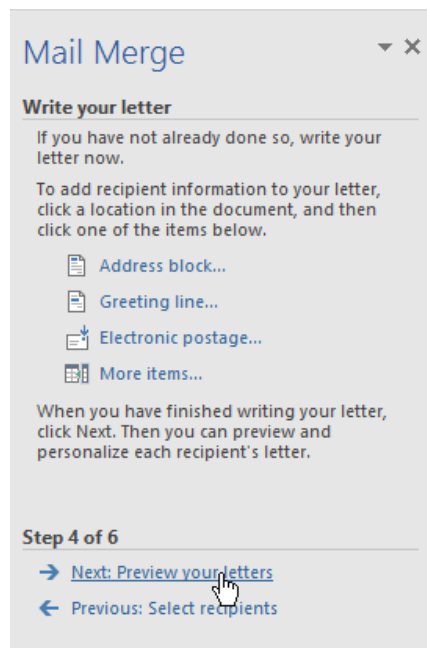 Mail Merge
Write your letter
If you have not already done so, write your
letter now.
To add recipient information to your letter,
click a location in the document, and then
click one of the items below.
Address block...
Greeting line...
Electronic postage...
More items...
When you have finished writing your letter,
click Next. Then you can preview and
personalize each recipient's letter.
Step 4 of 6
Next: Preview your letters
Previous: Select recipients